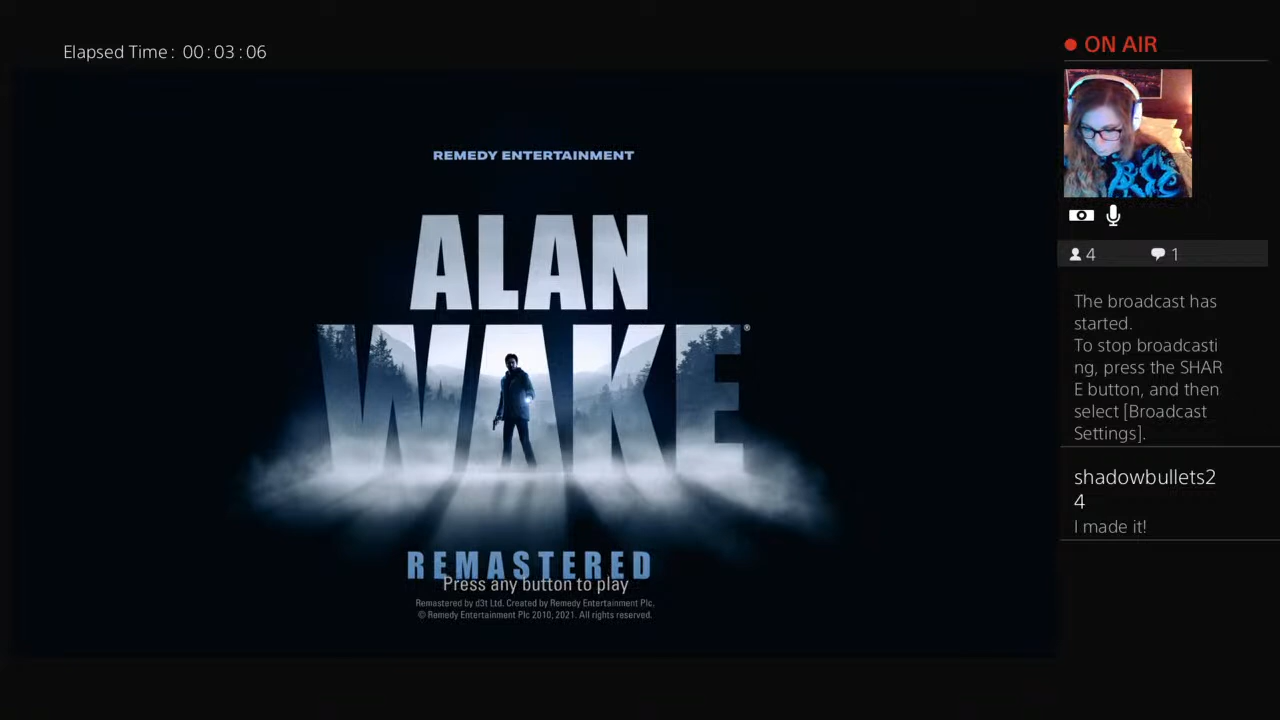 Elapsed Time: 00:03:06
ON AIR
REMEDY ENTERTAINMENT
ALAN
WAKE®
REMASTERED
Press any button to play
Remastered by d3t Ltd. Created by Remedy Entertainment Plc.
© Remedy Entertainment Plc 2010, 2021. All rights reserved.
4
1
The broadcast has
started.
To stop broadcasti
ng, press the SHAR
E button, and then
select [Broadcast
Settings].
shadowbullets2
4
I made it!